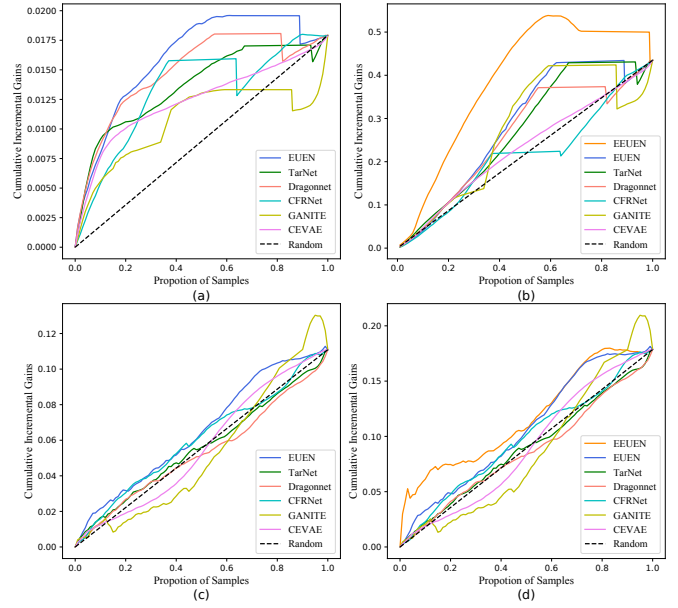 0.0200
0.0175
0.0150
0.0125
0.0100
0.0075
0.0050
0.0025
0.0000
Cumulative Incremental Gains
EUEN
TarNet
Dragonnet
CFRNet
GANITE
CEVAE
Random
0.0 0.2 0.4 0.6 0.8 1.0
Propotion of Samples
(a)
0.5
0.4
0.3
0.2
0.1
0.0
Cumulative Incremental Gains
EEUEN
EUEN
TarNet
Dragonnet
CFRNet
GANITE
CEVAE
Random
0.0 0.2 0.4 0.6 0.8 1.0
Propotion of Samples
(b)
0.12
0.10
0.08
0.06
0.04
0.02
0.00
Cumulative Incremental Gains
EUEN
TarNet
Dragonnet
CFRNet
GANITE
CEVAE
Random
0.0 0.2 0.4 0.6 0.8 1.0
Propotion of Samples
(c)
0.20
0.15
0.10
0.05
0.00
Cumulative Incremental Gains
EEUEN
EUEN
TarNet
Dragonnet
CFRNet
GANITE
CEVAE
Random
0.0 0.2 0.4 0.6 0.8 1.0
Propotion of Samples
(d)